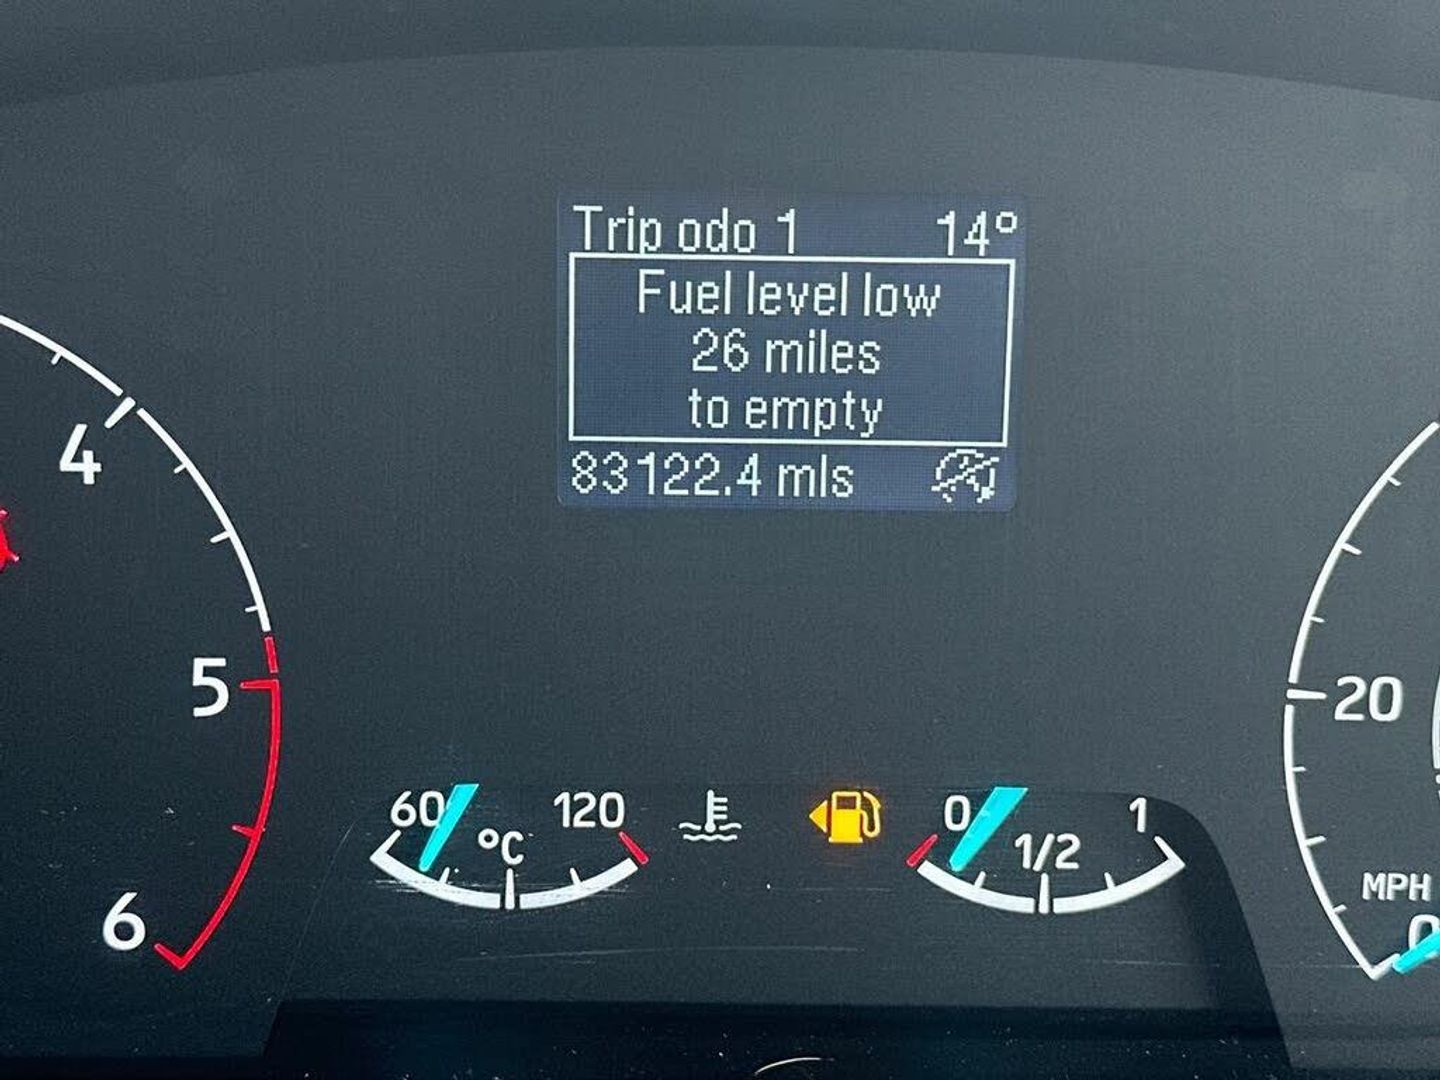 Trip odo 1 14°
Fuel level low
26 miles
to empty
83122.4 mls
4
5
6
60 °C 120
0 1/2 1
20
MPH
0